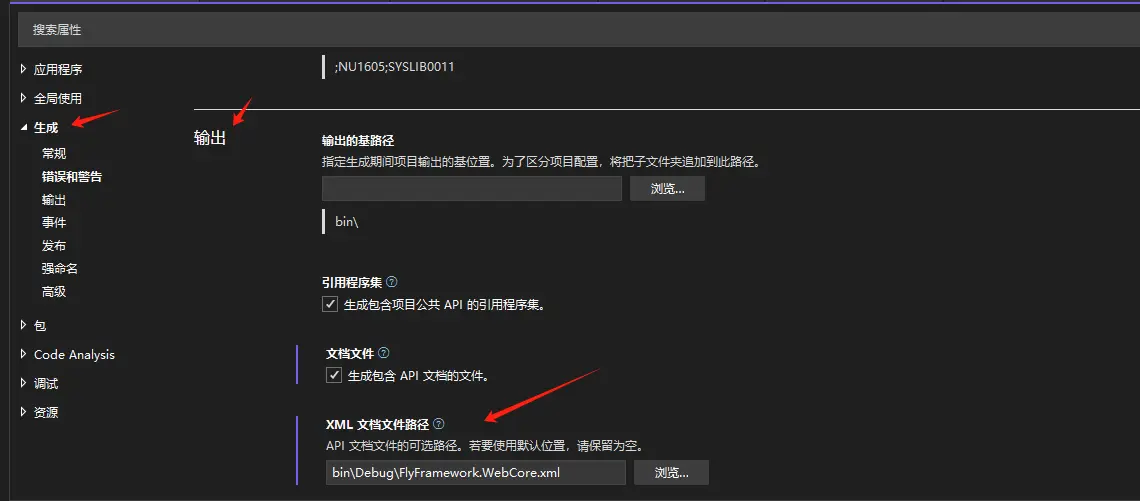 搜索属性
应用程序
全局使用
生成
常规
错误和警告
输出
事件
发布
强命名
高级
包
Code Analysis
调试
资源
;NU1605;SYSLIB0011
输出
输出的基路径
指定生成期间项目输出的基位置。为了区分项目配置，将把子文件夹追加到此路径。
浏览...
bin\
引用程序集 ?
生成包含项目公共 API 的引用程序集。
文档文件 ?
生成包含 API 文档的文件。
XML 文档文件路径 ?
API 文档文件的可选路径。若要使用默认位置，请保留为空。
bin\Debug\FlyFramework.WebCore.xml 浏览...